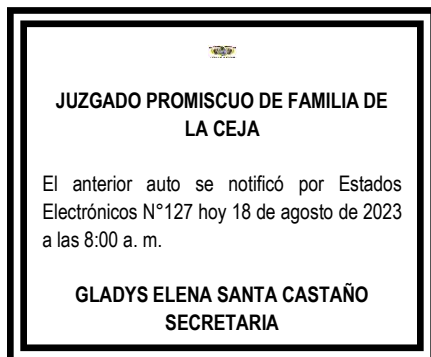 JUZGADO PROMISCUO DE FAMILIA DE
LA CEJA
El anterior auto se notificó por Estados
Electrónicos N°127 hoy 18 de agosto de 2023
a las 8:00 a. m.
GLADYS ELENA SANTA CASTAÑO
SECRETARIA